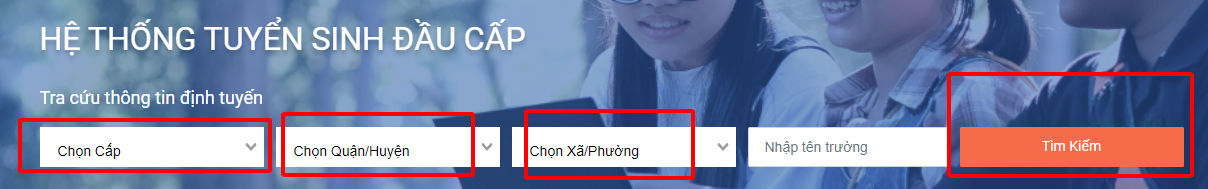 HỆ THỐNG TUYỂN SINH ĐẦU CẤP
Tra cứu thông tin định tuyến
Chọn Cấp Chọn Quận/Huyện Chọn Xã/Phường Nhập tên trường Tìm Kiếm